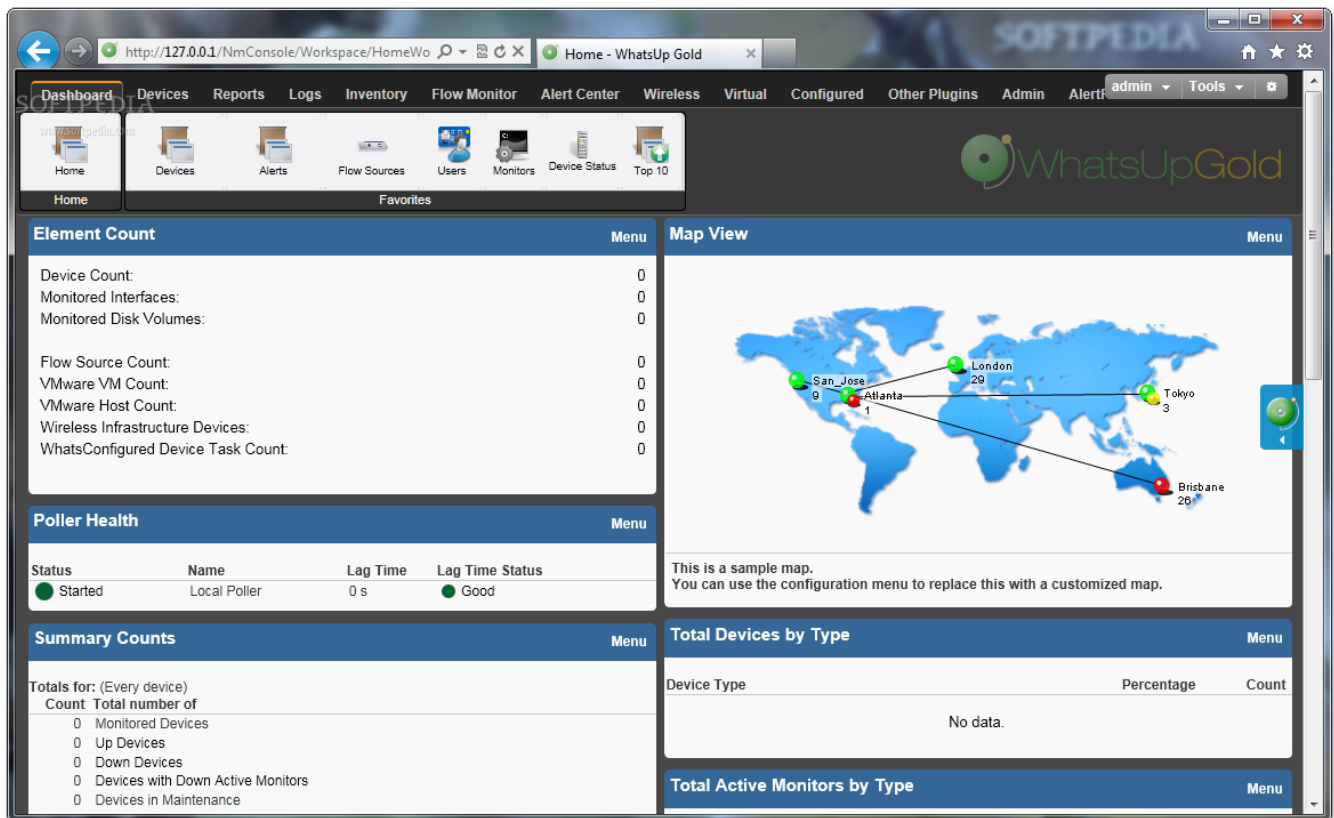 SOFTPEDIA
http://127.0.0.1/NmConsole/Workspace/HomeWo
Home - WhatsUp Gold
Dashboard Devices Reports Logs Inventory Flow Monitor Alert Center Wireless Virtual Configured Other Plugins Admin
admin Tools
SOFTPEDIA
www.softpedia.com
Home Devices Alerts Flow Sources Users Monitors Device Status Top 10
Home Favorites
WhatsUpGold
Element Count Menu
Device Count: 0
Monitored Interfaces: 0
Monitored Disk Volumes: 0
Flow Source Count: 0
VMware VM Count: 0
VMware Host Count: 0
Wireless Infrastructure Devices: 0
WhatsConfigured Device Task Count: 0
Poller Health Menu
Status Name Lag Time Lag Time Status
Started Local Poller 0 s Good
Summary Counts Menu
Totals for: (Every device)
Count Total number of
0 Monitored Devices
0 Up Devices
0 Down Devices
0 Devices with Down Active Monitors
0 Devices in Maintenance
Map View Menu
San_Jose
9
Atlanta
1
London
29
Tokyo
3
Brisbane
26
This is a sample map.
You can use the configuration menu to replace this with a customized map.
Total Devices by Type Menu
Device Type Percentage Count
No data.
Total Active Monitors by Type Menu